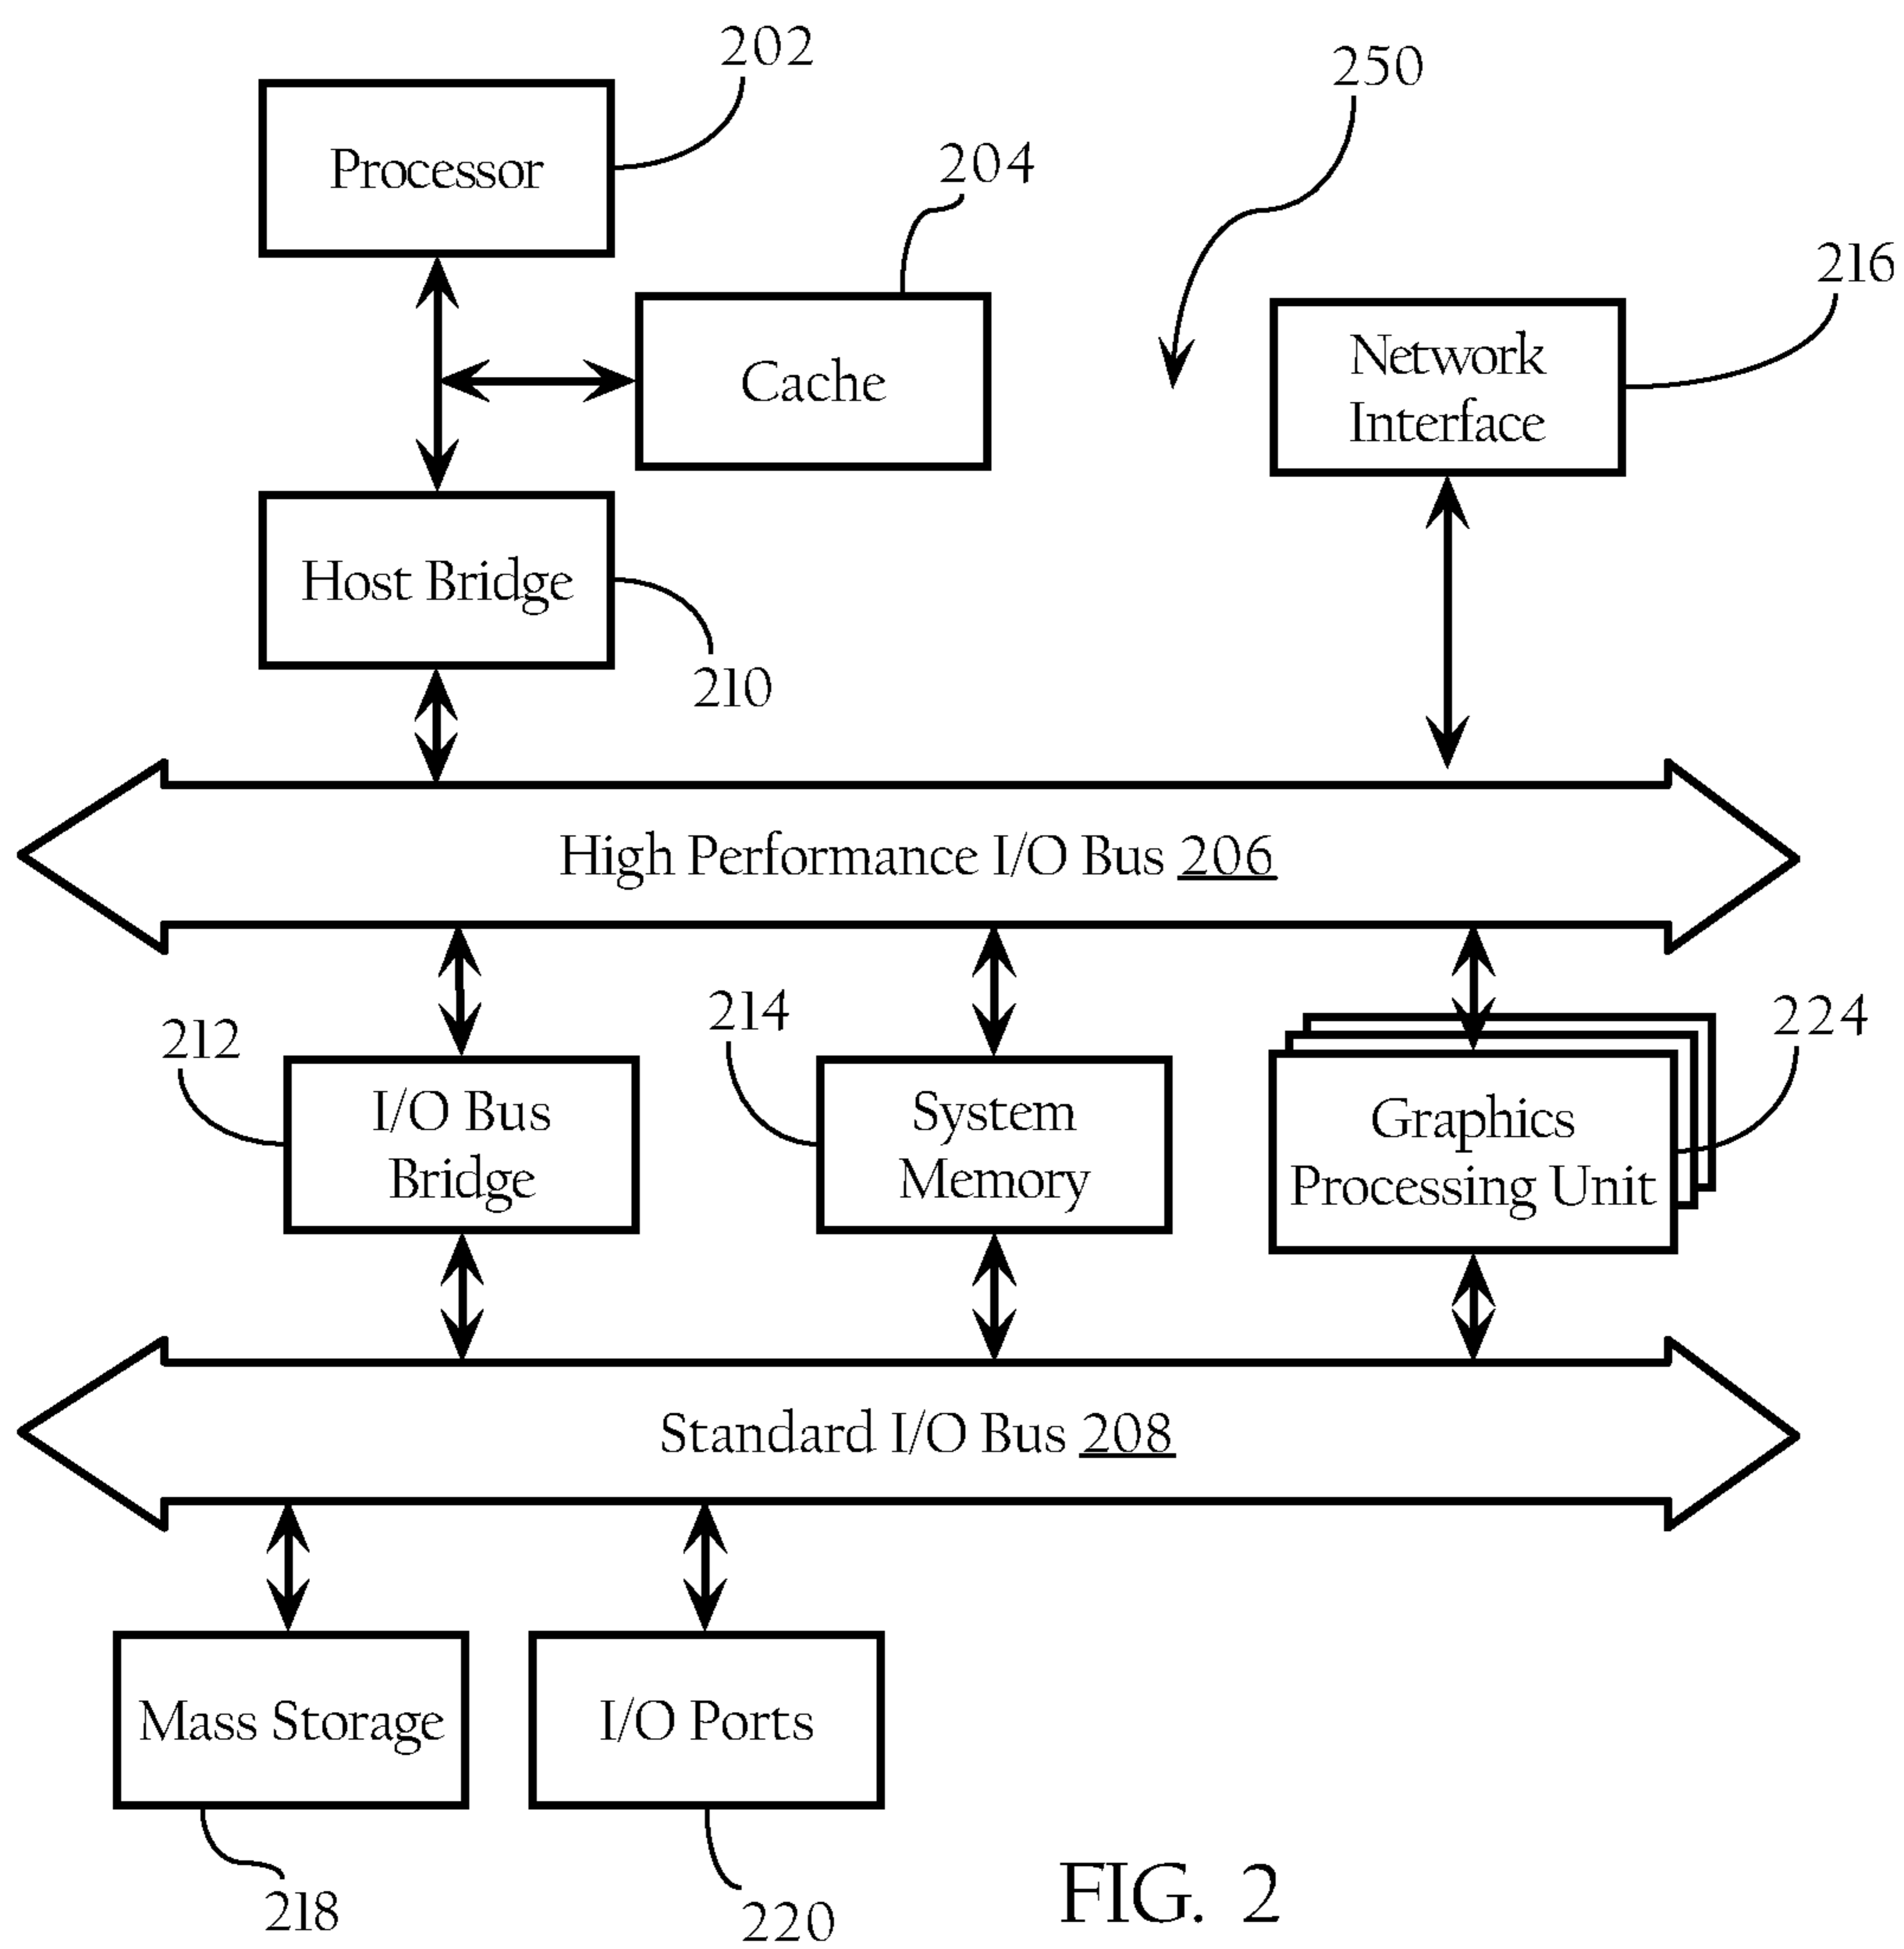 202
250
Processor
204
216
Network
Interface
Cache
Host Bridge
210
High Performance I/O Bus 206
212
214
224
I/O Bus
Bridge
System
Memory
Graphics
Processing Unit
Standard I/O Bus 208
Mass Storage
I/O Ports
218
220
FIG. 2